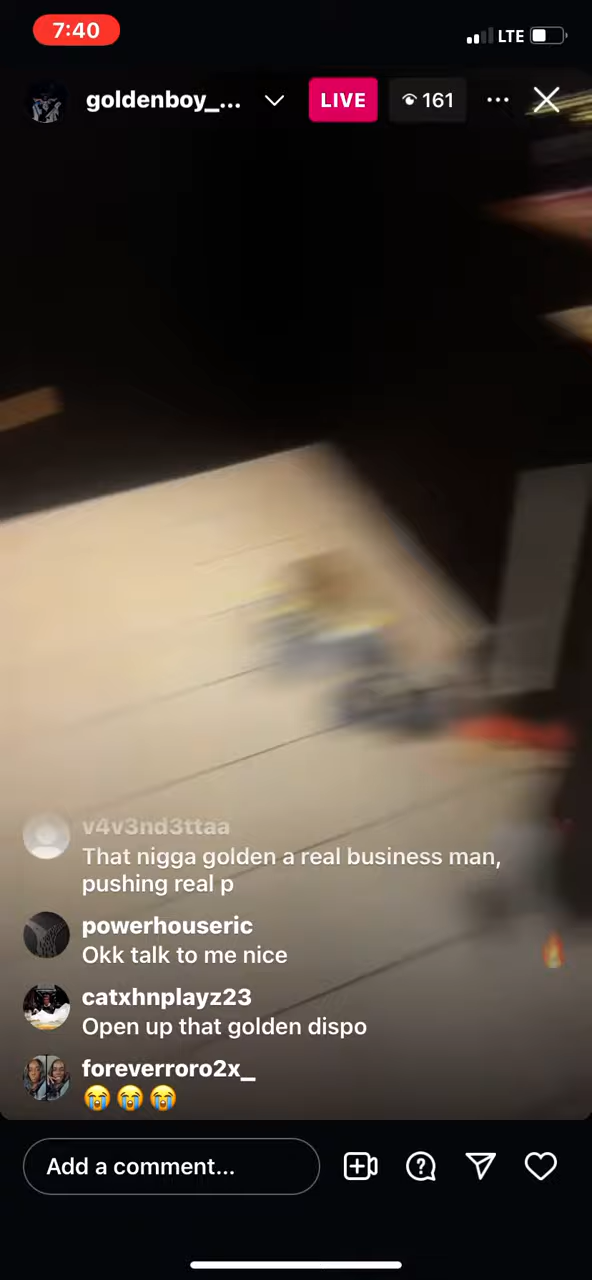 7:40
LTE
goldenboy_...
LIVE
161
v4v3nd3ttaa
That nigga golden a real business man,
pushing real p
powerhouseric
Okk talk to me nice
catxhnplayz23
Open up that golden dispo
foreverroro2x_
😭😭😭
Add a comment...